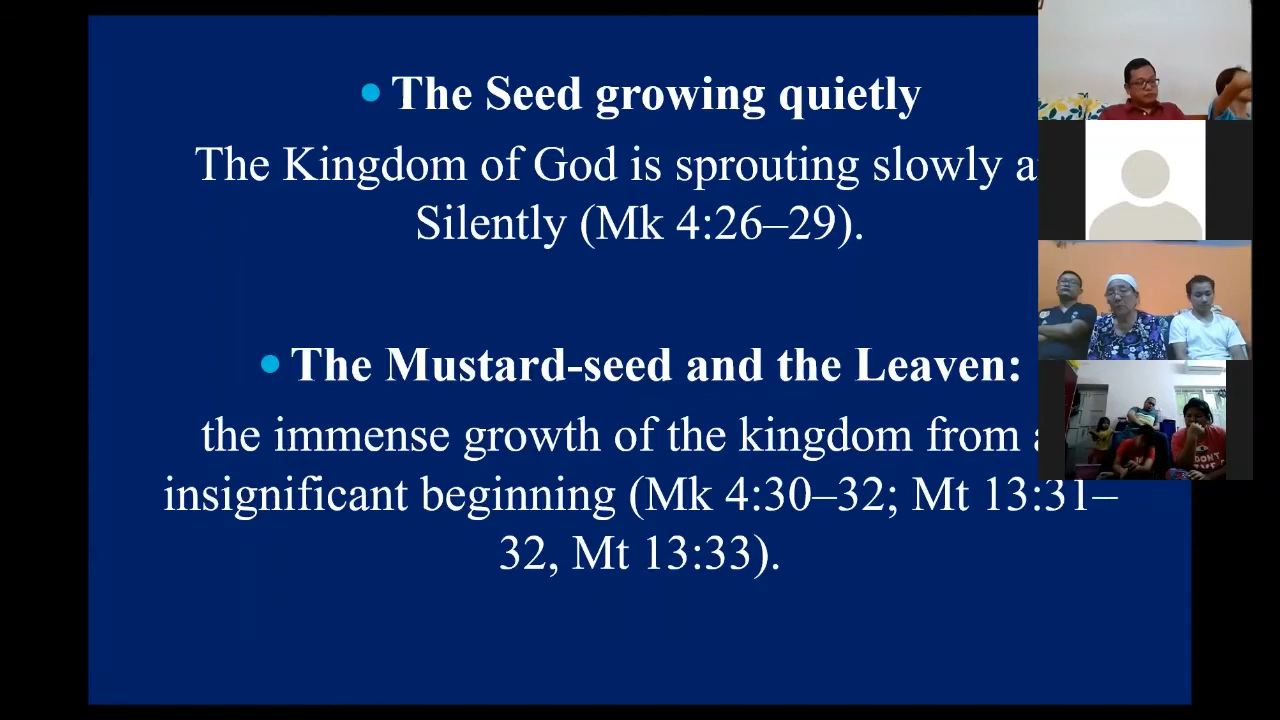 • The Seed growing quietly
The Kingdom of God is sprouting slowly
Silently (Mk 4:26–29).
• The Mustard-seed and the Leaven:
the immense growth of the kingdom from
insignificant beginning (Mk 4:30–32; Mt 13:31–
32, Mt 13:33).
DONT